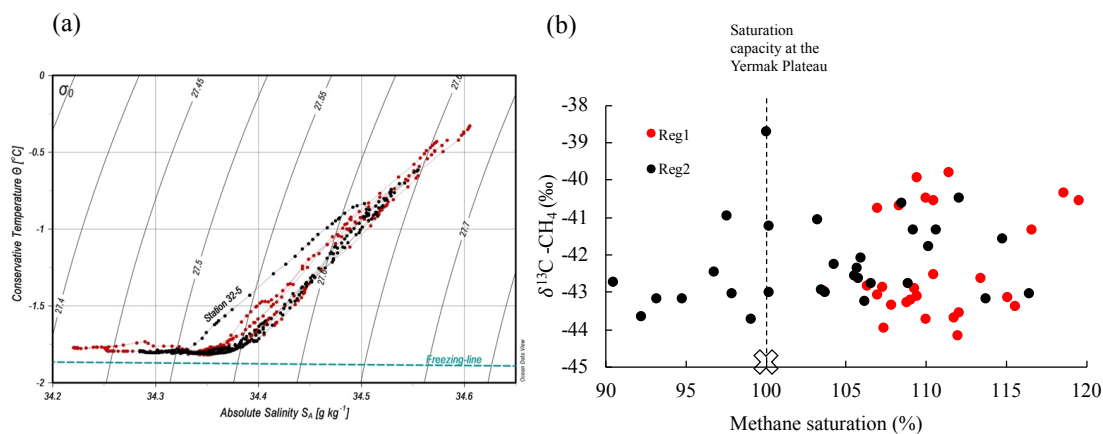 (a)
σ0
0
-0.5
-1
-1.5
-2
Conservative Temperature Θ [°C]
27.4
27.45
27.5
27.55
27.6
27.7
Station 32-5
Freezing-line
Ocean Data View
34.2
34.3
34.4
34.5
34.6
Absolute Salinity SA [g kg-1]
(b)
Saturation
capacity at the
Yermak Plateau
-38
-39
-40
-41
-42
-43
-44
-45
δ13C -CH4 (‰)
Reg1
Reg2
90
95
100
105
110
115
120
Methane saturation (%)